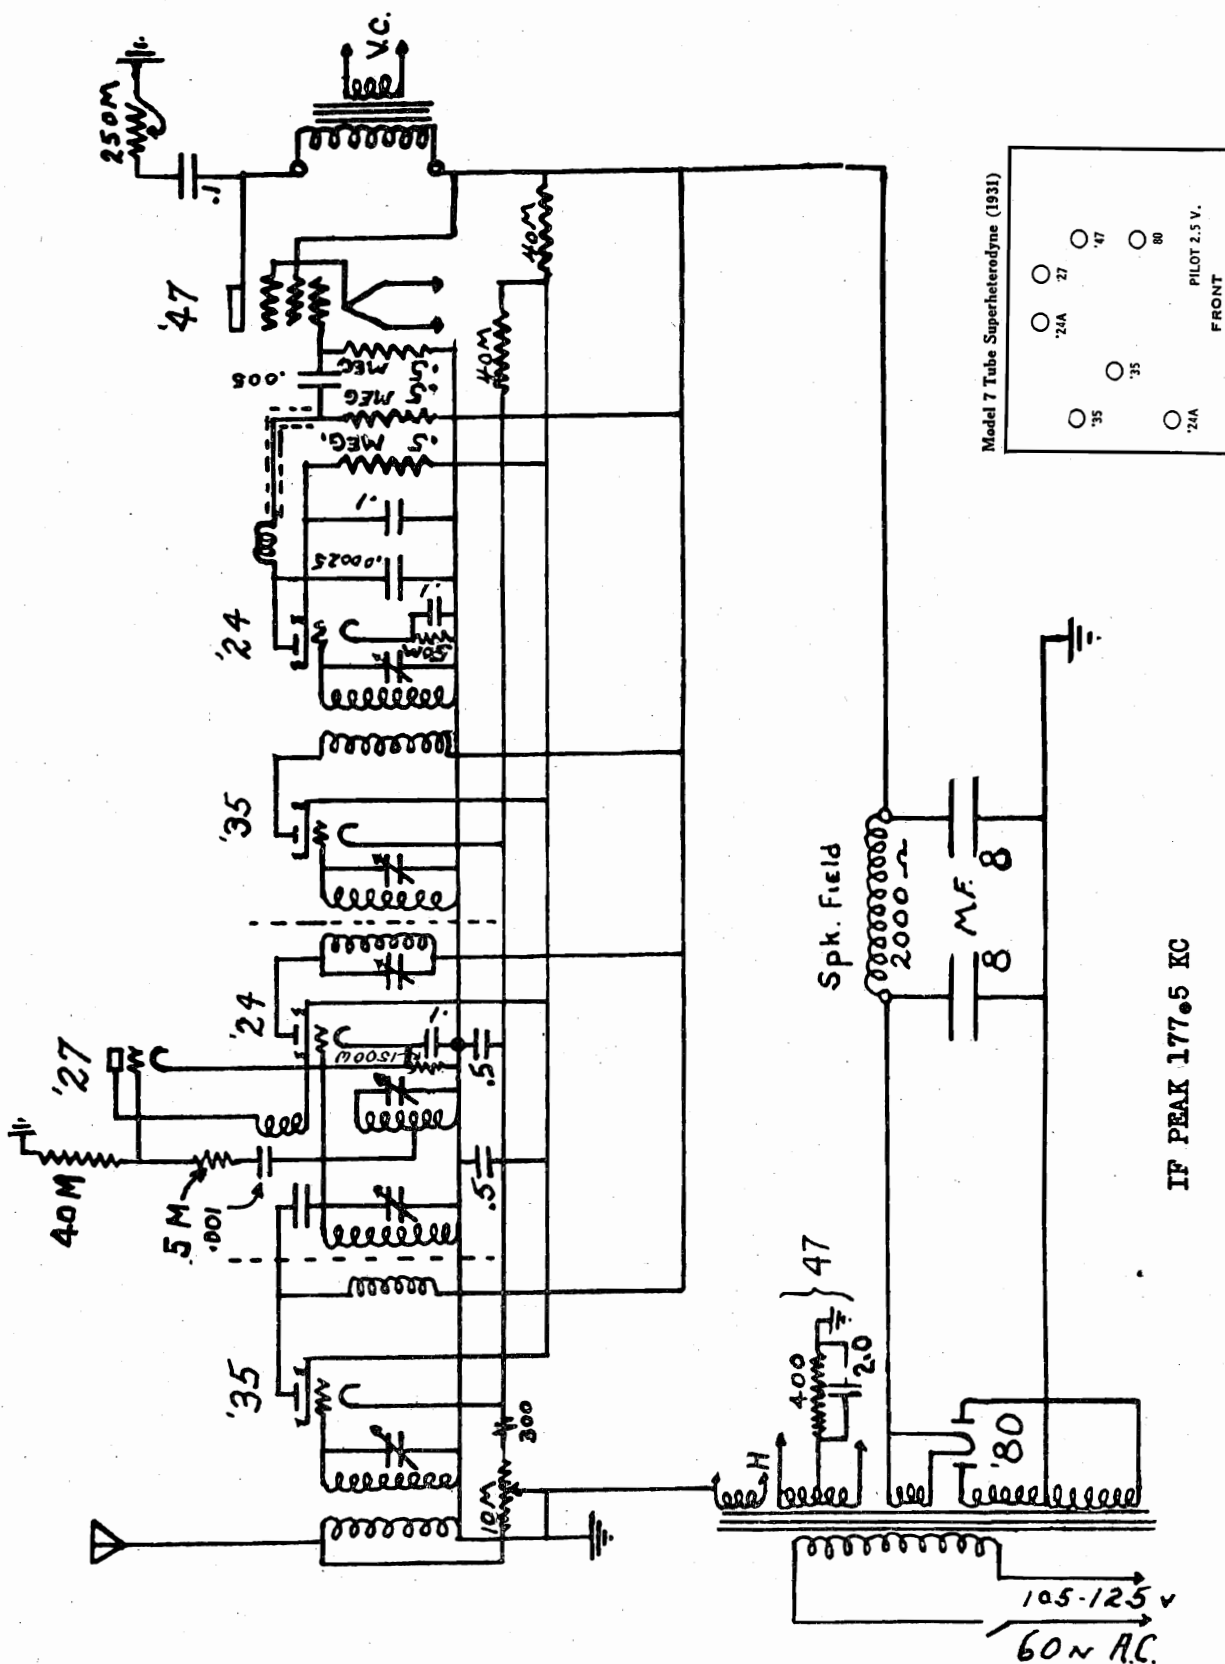 250M
.1
V.C.
'47
.005
.5
MEG
.5
MEG
.5
MEG.
40M
40M
.1
.00025
'24
.1
50M
'35
'24
.1
1500ω
.5
'27
40M
.5M
.001
.5
'35
300
10M
H
400
2.0
47
'80
105-125 v
60~ A.C.
Spk. Field
2000 Ω
8
M.F.
8
IF PEAK 177.5 KC
Model 7 Tube Superheterodyne (1931)
'35
'24A
'35
'24A
'27
'47
80
PILOT 2.5 V.
FRONT